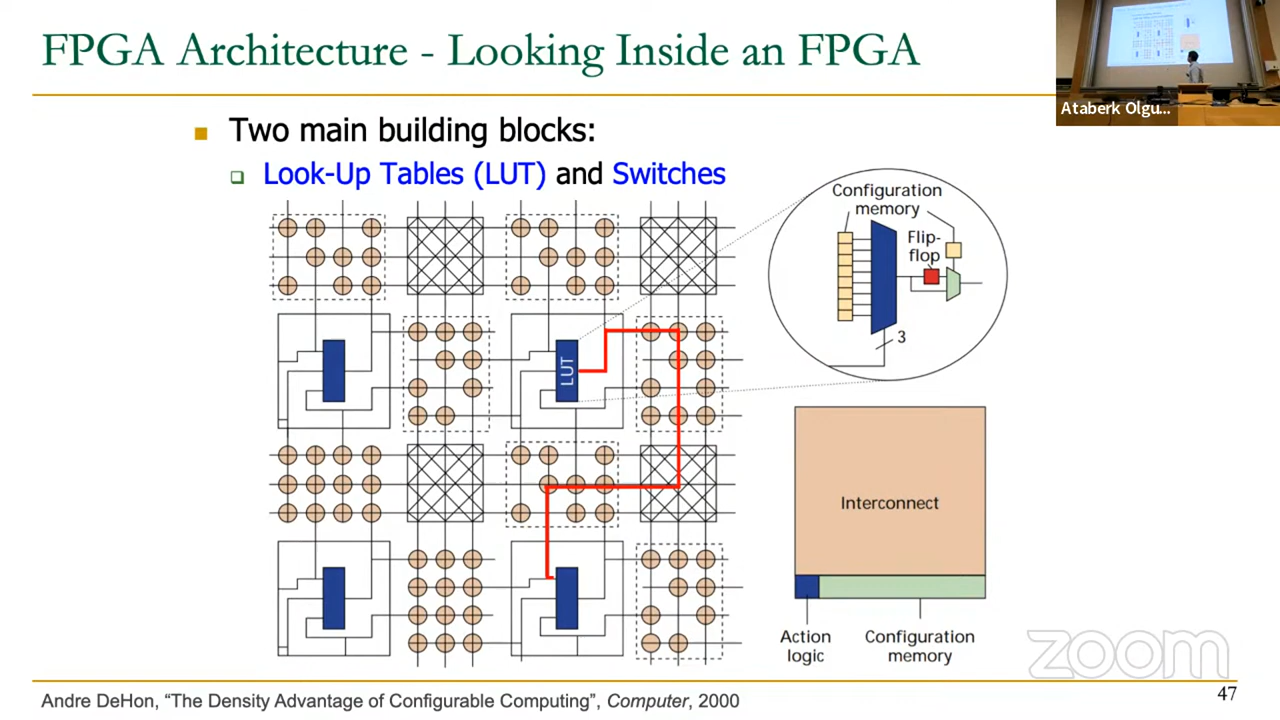 FPGA Architecture - Looking Inside an FPGA
Ataberk Olgu...
Two main building blocks:
Look-Up Tables (LUT) and Switches
Configuration
memory
Flip-
flop
3
LUT
Interconnect
Action
logic
Configuration
memory
zoom
Andre DeHon, “The Density Advantage of Configurable Computing”, Computer, 2000
47